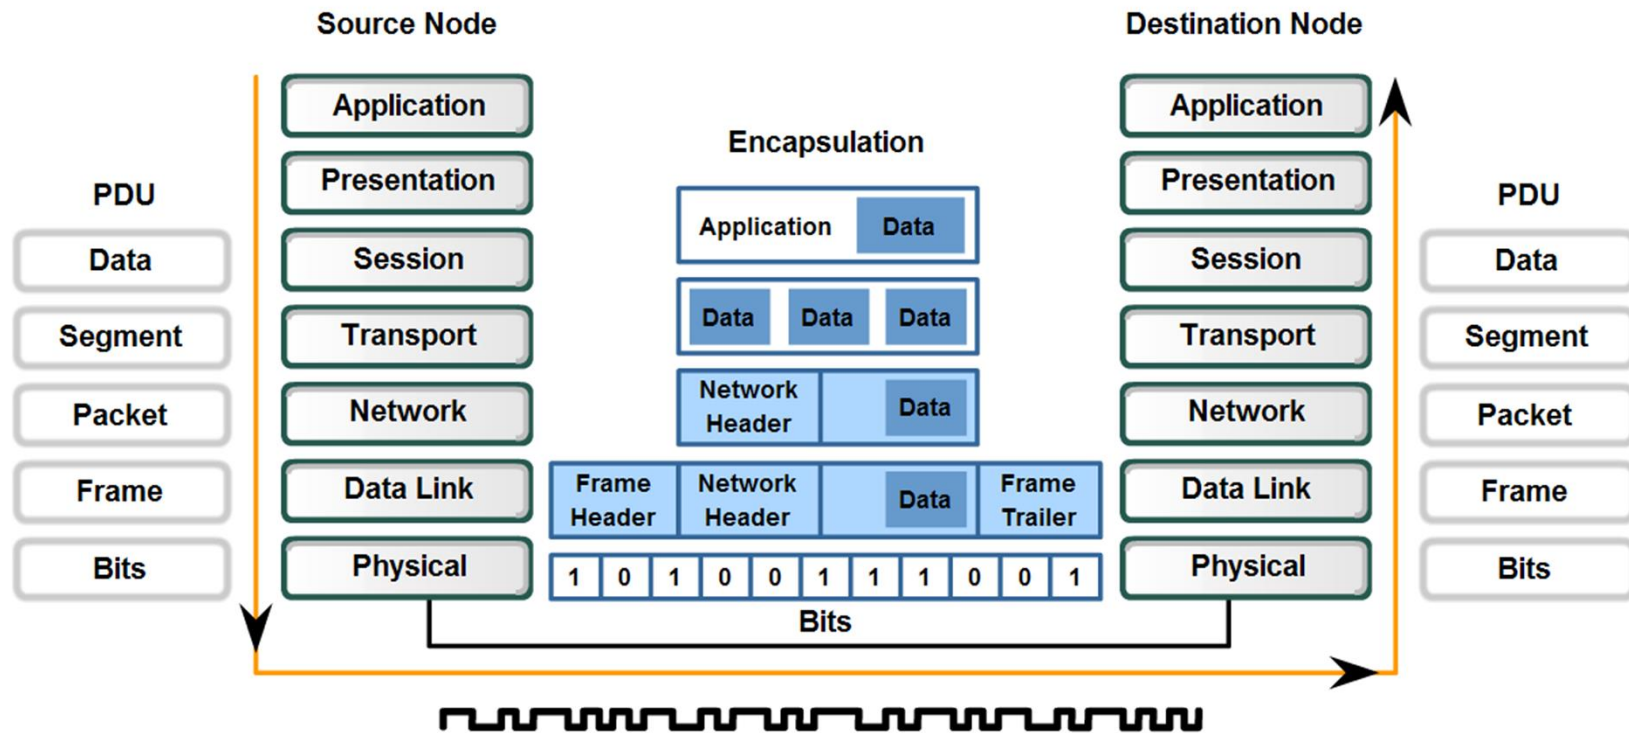 Source Node
Destination Node
Application
Application
Encapsulation
Presentation
Presentation
PDU
PDU
Application Data
Data
Session
Session
Data
Data Data Data
Segment
Transport
Transport
Segment
Network
Header
Data
Packet
Network
Network
Packet
Frame
Header
Network
Header
Data
Frame
Trailer
Frame
Data Link
Data Link
Frame
Bits
Physical
1 0 1 0 0 1 1 1 0 0 1
Physical
Bits
Bits